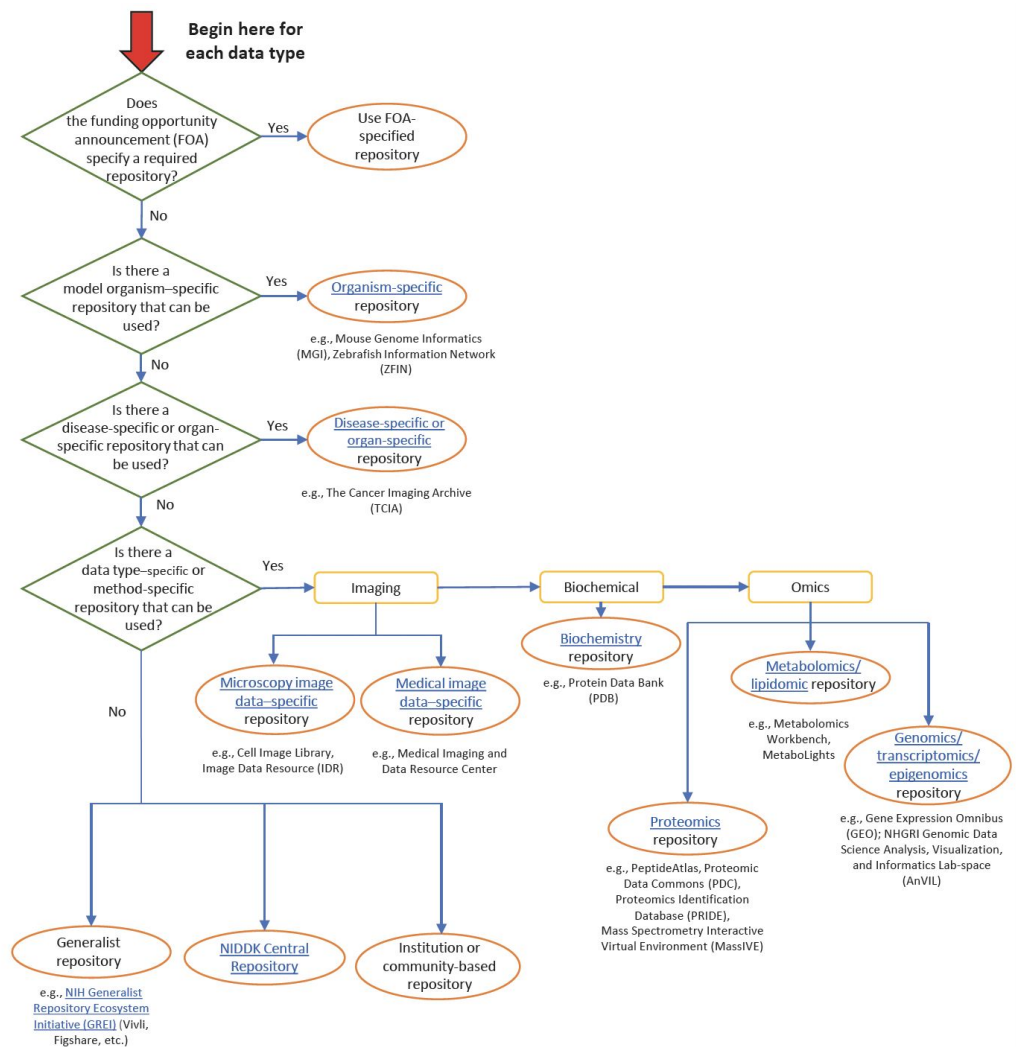 Begin here for
each data type
Does
the funding opportunity
announcement (FOA)
specify a required
repository?
Yes
Use FOA-
specified
repository
No
Is there a
model organism–specific
repository that can be
used?
Yes
Organism-specific
repository
e.g., Mouse Genome Informatics
(MGI), Zebrafish Information Network
(ZFIN)
No
Is there a
disease-specific or organ-
specific repository that can
be used?
Yes
Disease-specific or
organ-specific
repository
e.g., The Cancer Imaging Archive
(TCIA)
No
Is there a
data type–specific or
method-specific
repository that can be
used?
Yes
Imaging
Biochemical
Omics
Microscopy image
data–specific
repository
e.g., Cell Image Library,
Image Data Resource (IDR)
Medical image
data–specific
repository
e.g., Medical Imaging and
Data Resource Center
Biochemistry
repository
e.g., Protein Data Bank
(PDB)
Metabolomics/
lipidomic repository
e.g., Metabolomics
Workbench,
MetaboLights
Genomics/
transcriptomics/
epigenomics
repository
e.g., Gene Expression Omnibus
(GEO); NHGRI Genomic Data
Science Analysis, Visualization,
and Informatics Lab-space
(AnVIL)
Proteomics
repository
e.g., PeptideAtlas, Proteomic
Data Commons (PDC),
Proteomics Identification
Database (PRIDE),
Mass Spectrometry Interactive
Virtual Environment (MassIVE)
No
Generalist
repository
e.g., NIH Generalist
Repository Ecosystem
Initiative (GREI) (Vivli,
Figshare, etc.)
NIDDK Central
Repository
Institution or
community-based
repository